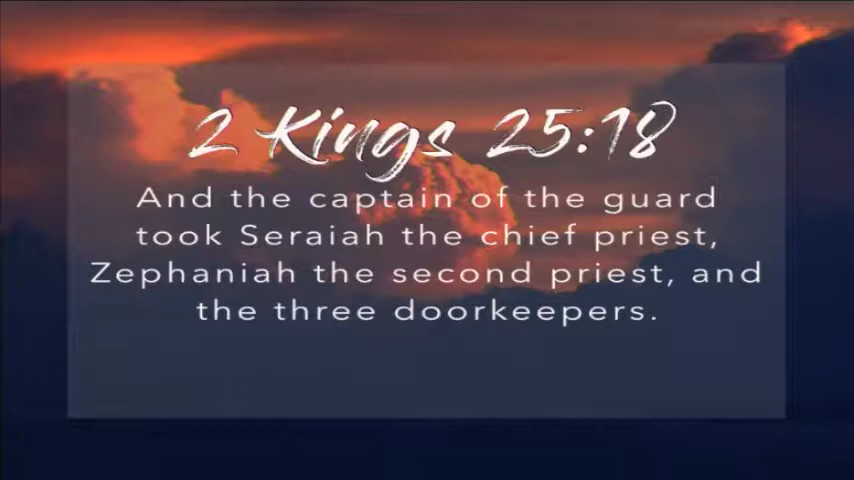 2 Kings 25:18
And the captain of the guard
took Seraiah the chief priest,
Zephaniah the second priest, and
the three doorkeepers.